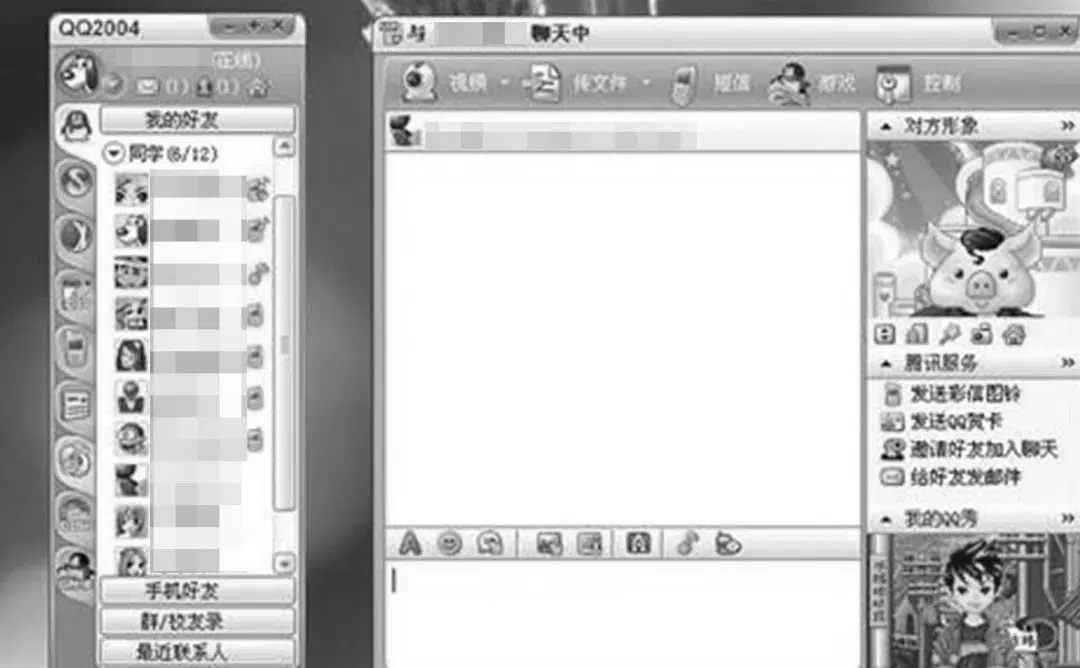 QQ2004
(在线)
(1) (1)
我的好友
同学(6/12)
手机好友
群/校友录
最近联系人
与 聊天中
视频 传文件 短信 游戏 控制
对方形象
腾讯服务
发送彩信图铃
发送QQ贺卡
邀请好友加入聊天
给好友发邮件
我的QQ秀